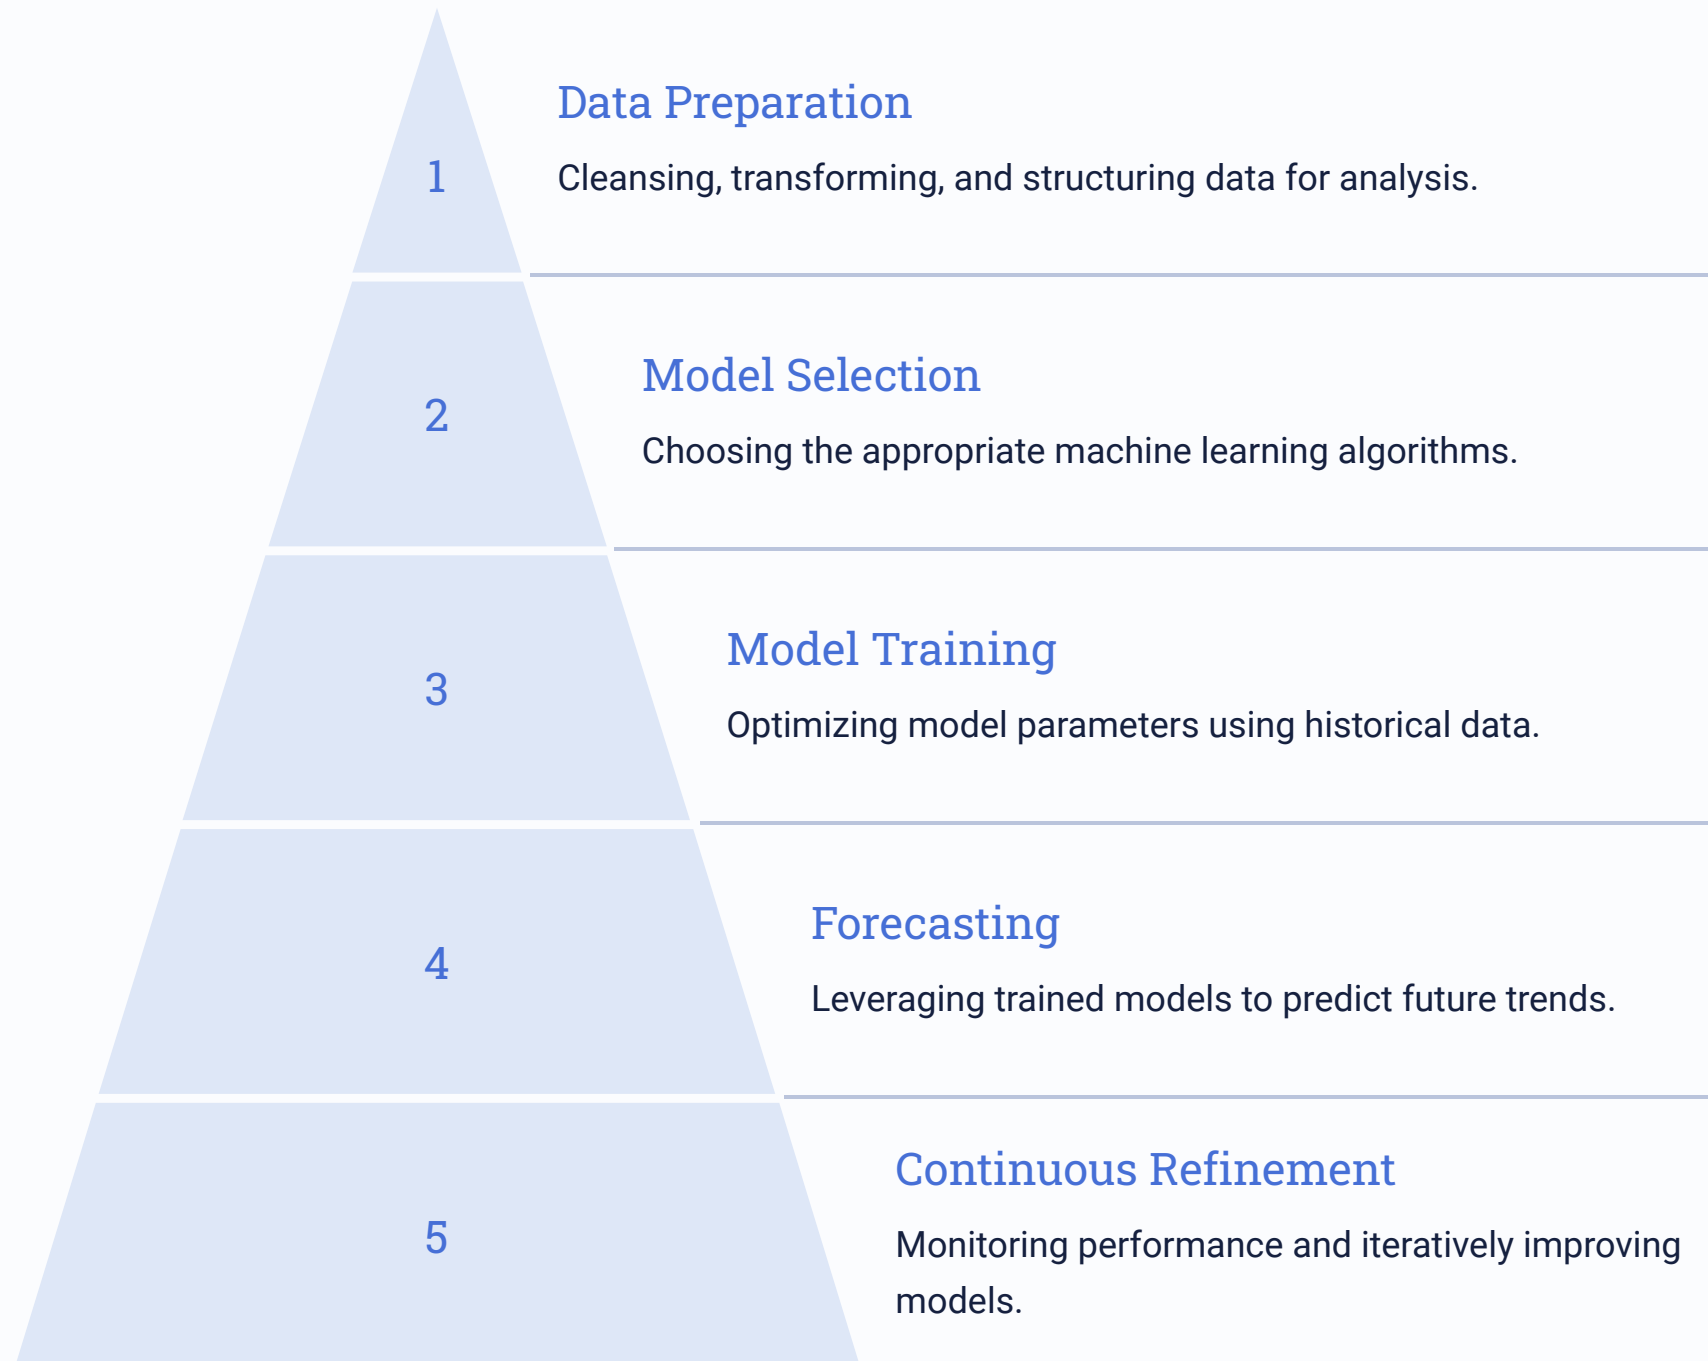 1
Data Preparation
Cleansing, transforming, and structuring data for analysis.
2
Model Selection
Choosing the appropriate machine learning algorithms.
3
Model Training
Optimizing model parameters using historical data.
4
Forecasting
Leveraging trained models to predict future trends.
5
Continuous Refinement
Monitoring performance and iteratively improving
models.